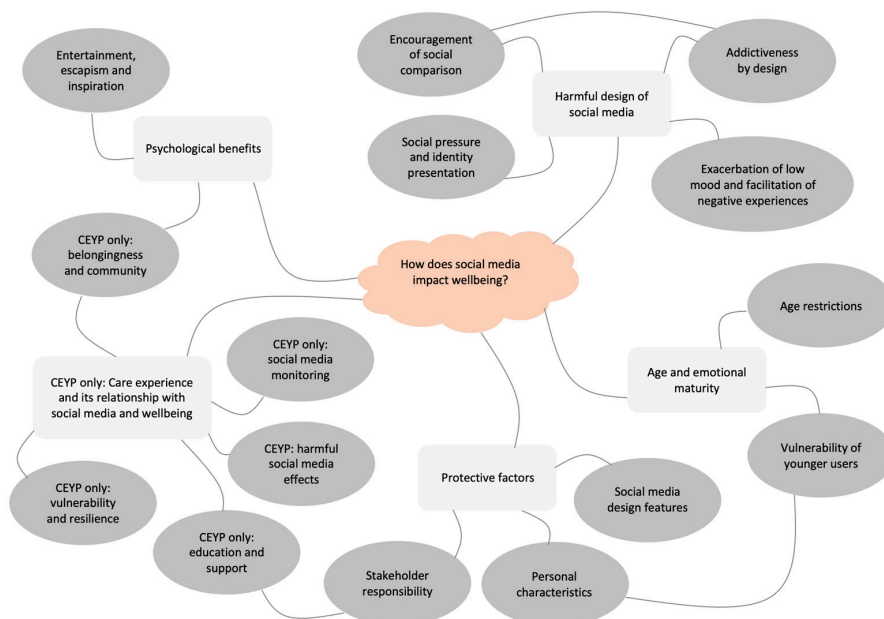 Entertainment,
escapism and
inspiration
Encouragement
of social
comparison
Addictiveness
by design
Harmful design of
social media
Psychological benefits
Social pressure
and identity
presentation
Exacerbation of low
mood and facilitation of
negative experiences
CEYP only:
belongingness
and community
How does social media
impact wellbeing?
Age restrictions
CEYP only:
social media
monitoring
Age and emotional
maturity
CEYP only: Care experience
and its relationship with
social media and wellbeing
CEYP: harmful
social media
effects
Protective factors
Vulnerability of
younger users
CEYP only:
vulnerability
and resilience
Social media
design features
CEYP only:
education and
support
Stakeholder
responsibility
Personal
characteristics